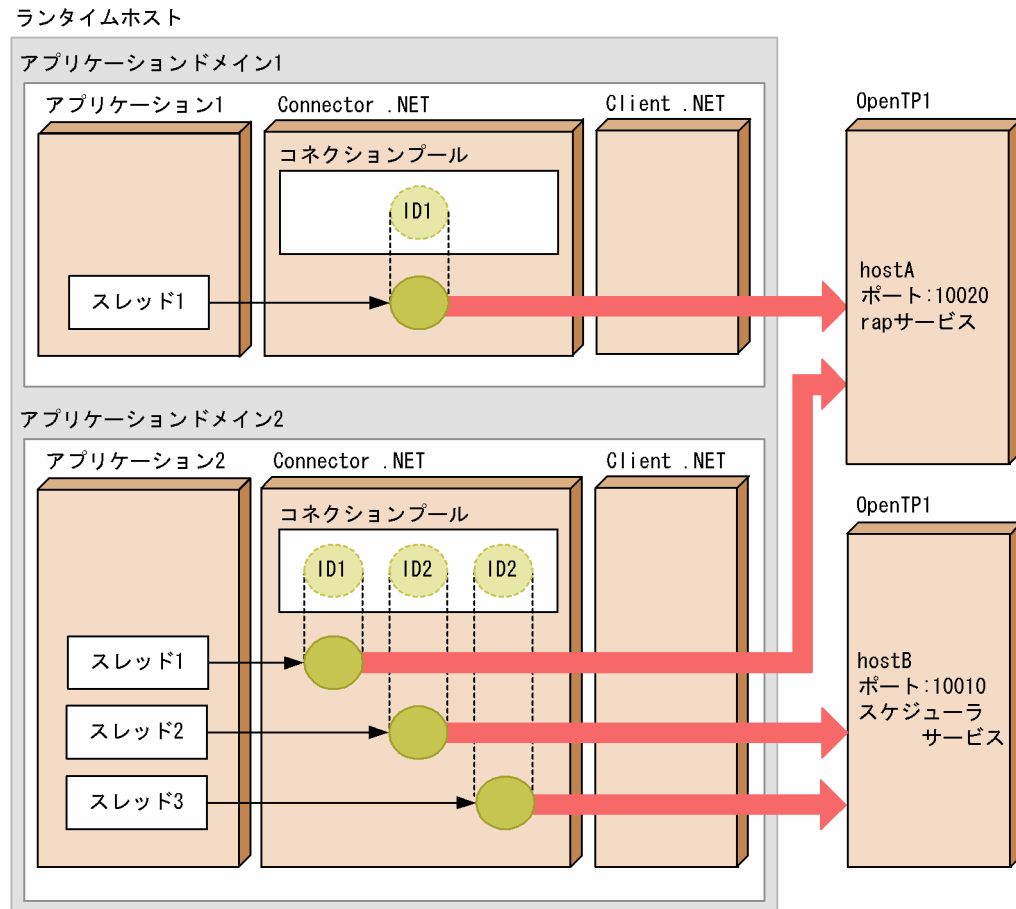 ランタイムホスト
アプリケーションドメイン1
アプリケーション1
Connector .NET
Client .NET
OpenTP1
コネクションプール
ID1
スレッド1
hostA
ポート:10020
rapサービス
アプリケーションドメイン2
アプリケーション2
Connector .NET
Client .NET
OpenTP1
コネクションプール
ID1
ID2
ID2
スレッド1
スレッド2
スレッド3
hostB
ポート:10010
スケジューラ
サービス